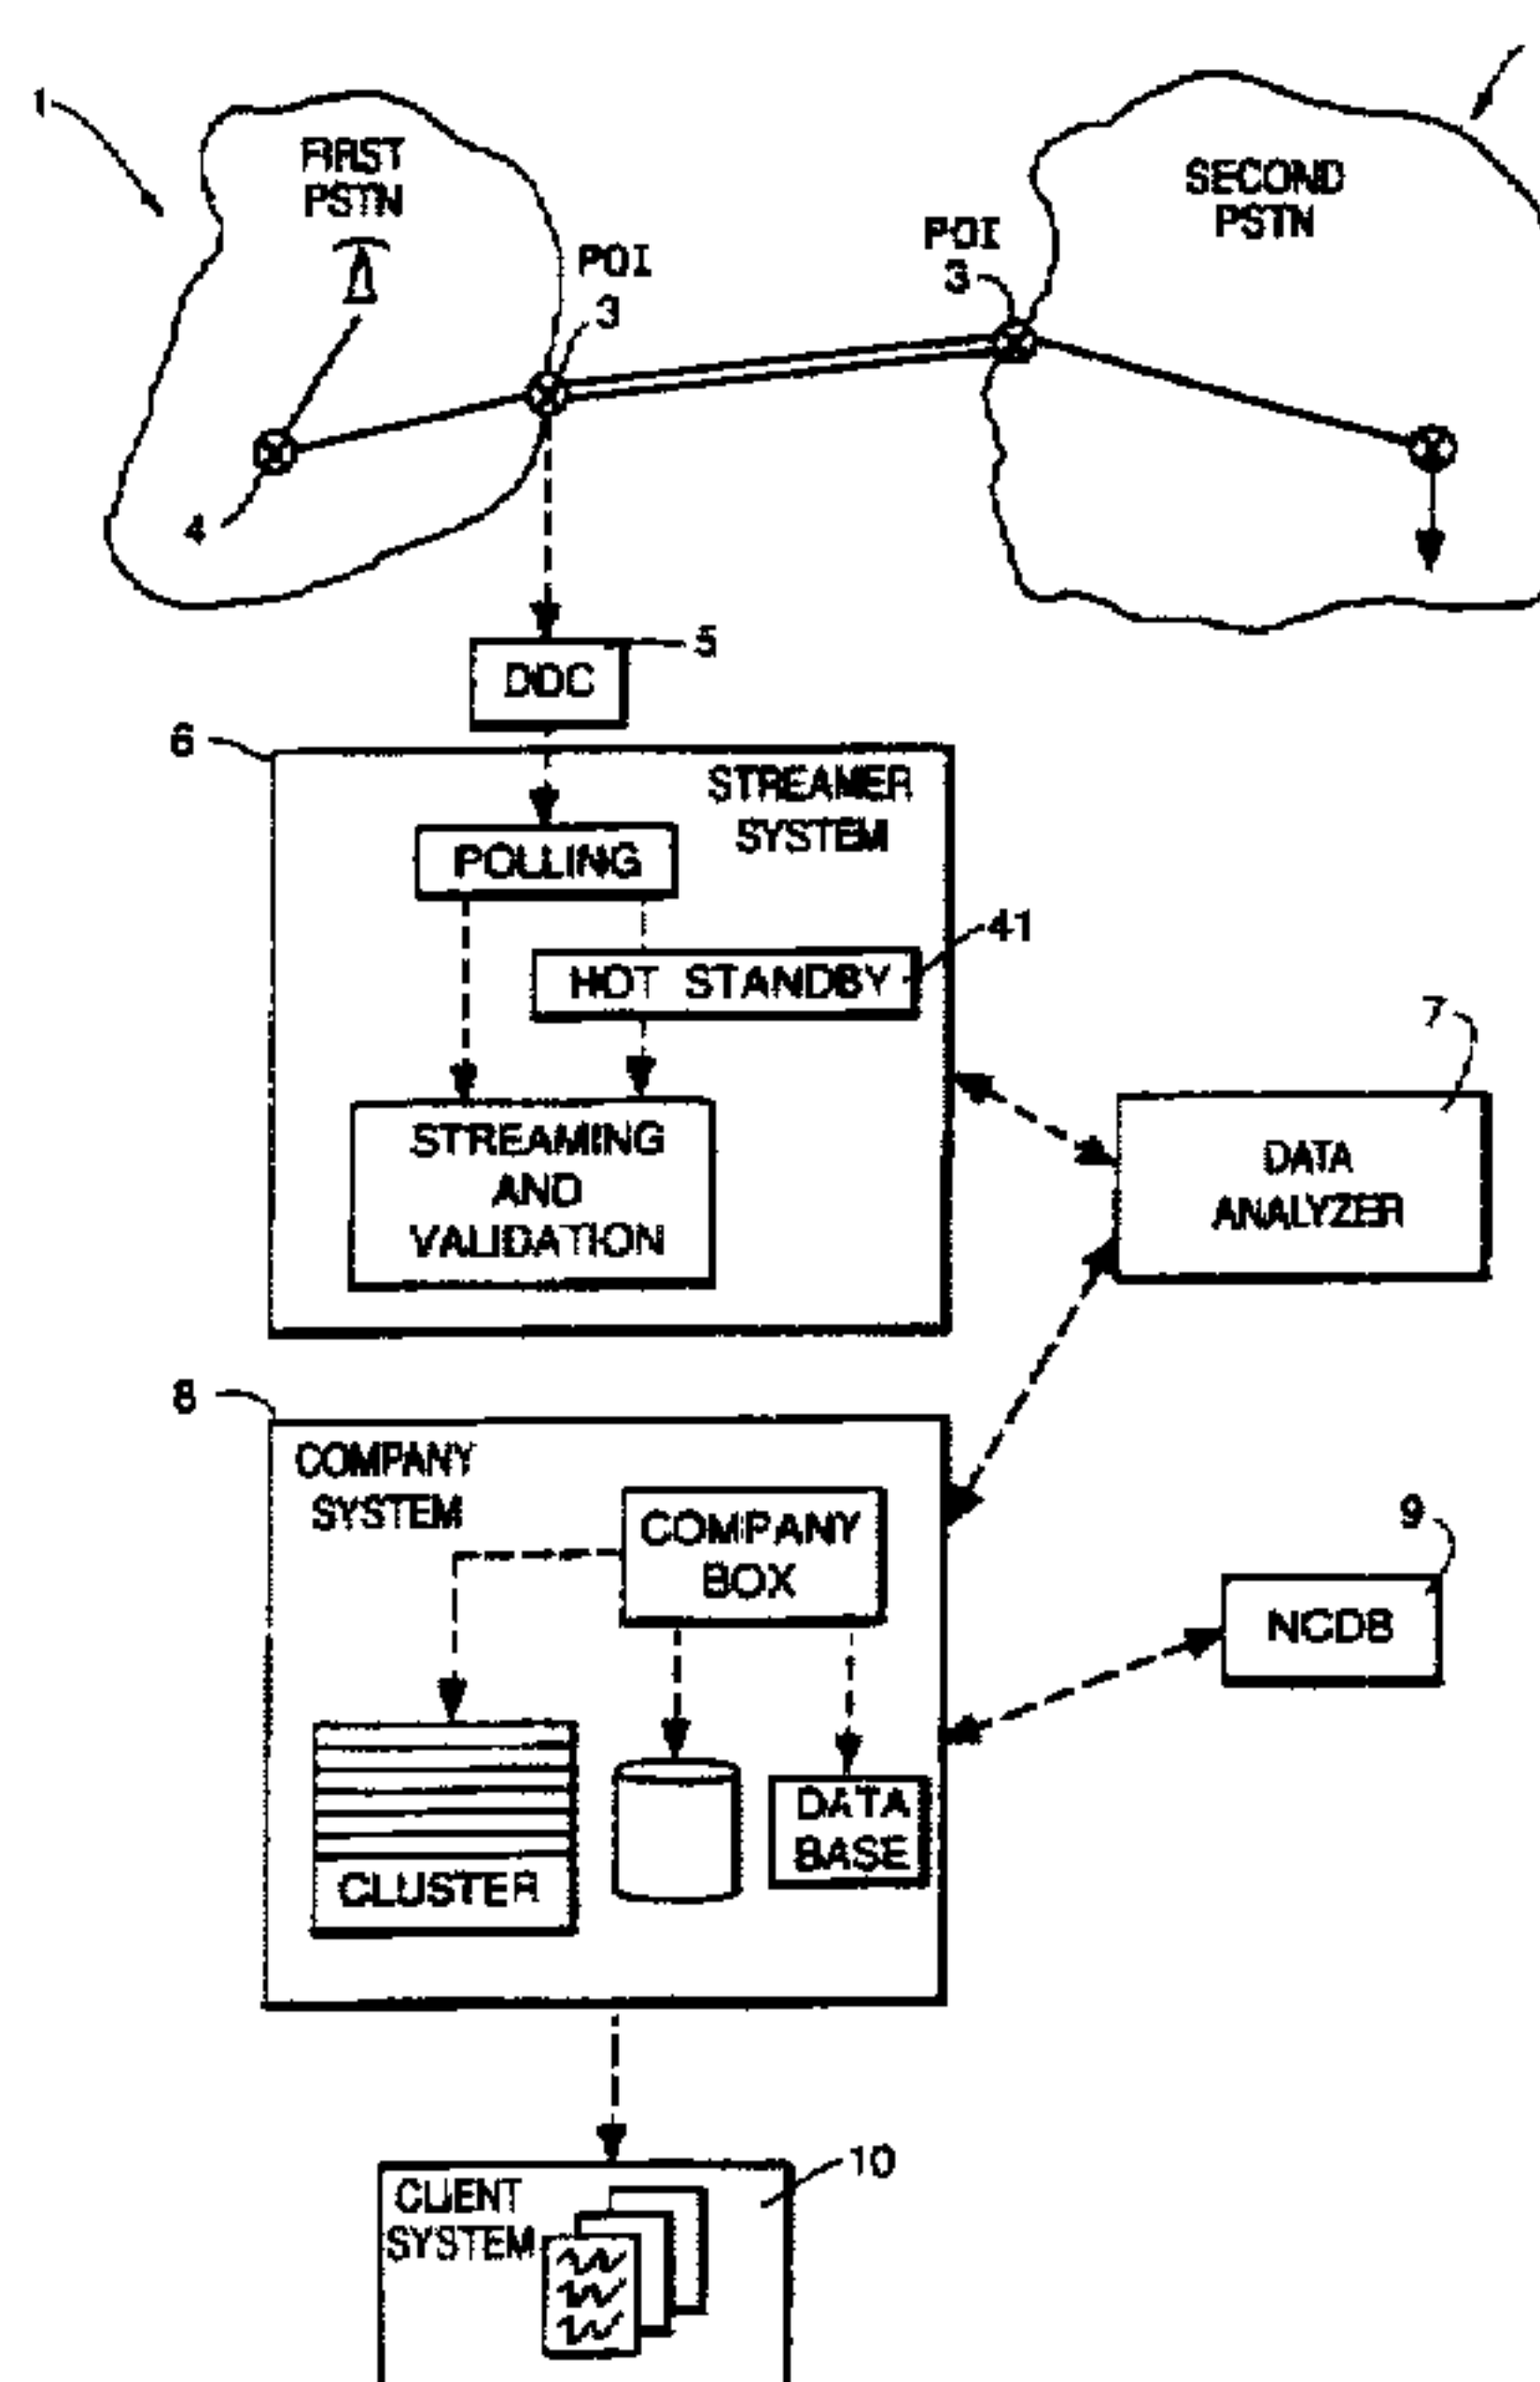 1
FIRST
PSTN
POI
3
POI
3
SECOND
PSTN
4
DDC
5
6
STREAMER
SYSTEM
POLLING
HOT STANDBY
41
STREAMING
AND
VALIDATION
7
DATA
ANALYZER
8
COMPANY
SYSTEM
COMPANY
BOX
9
NCDB
CLUSTER
DATA
BASE
10
CLIENT
SYSTEM